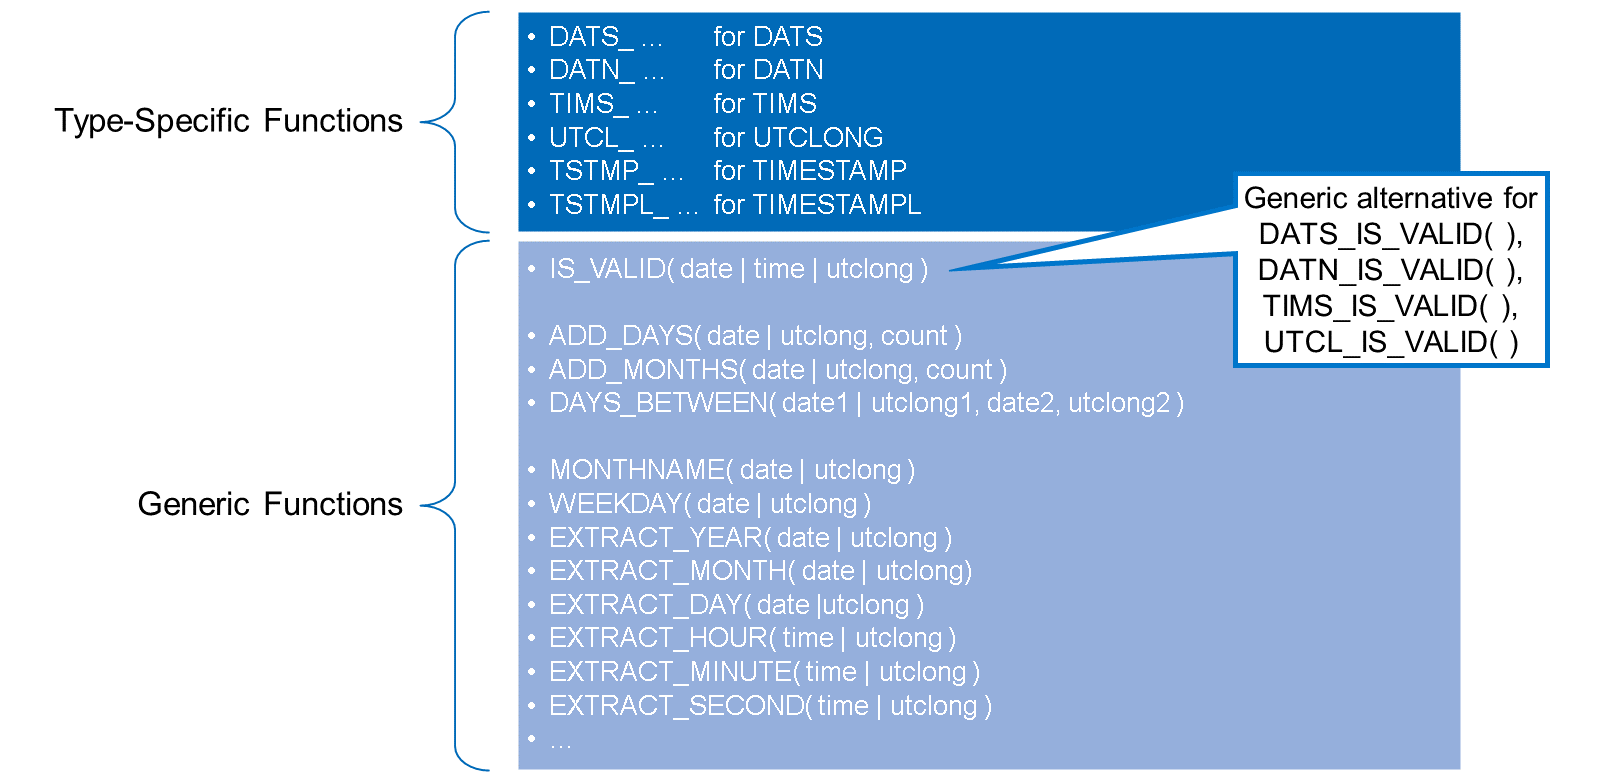 Type-Specific Functions
• DATS_ ... for DATS
• DATN_ ... for DATN
• TIMS_ ... for TIMS
• UTCL_ ... for UTCLONG
• TSTMP_ ... for TIMESTAMP
• TSTMPL_ ... for TIMESTAMPL
Generic alternative for
DATS_IS_VALID( ),
DATN_IS_VALID( ),
TIMS_IS_VALID( ),
UTCL_IS_VALID( )
Generic Functions
• IS_VALID( date | time | utclong )
• ADD_DAYS( date | utclong, count )
• ADD_MONTHS( date | utclong, count )
• DAYS_BETWEEN( date1 | utclong1, date2, utclong2 )
• MONTHNAME( date | utclong )
• WEEKDAY( date | utclong )
• EXTRACT_YEAR( date | utclong )
• EXTRACT_MONTH( date | utclong)
• EXTRACT_DAY( date |utclong )
• EXTRACT_HOUR( time | utclong )
• EXTRACT_MINUTE( time | utclong )
• EXTRACT_SECOND( time | utclong )
• ...